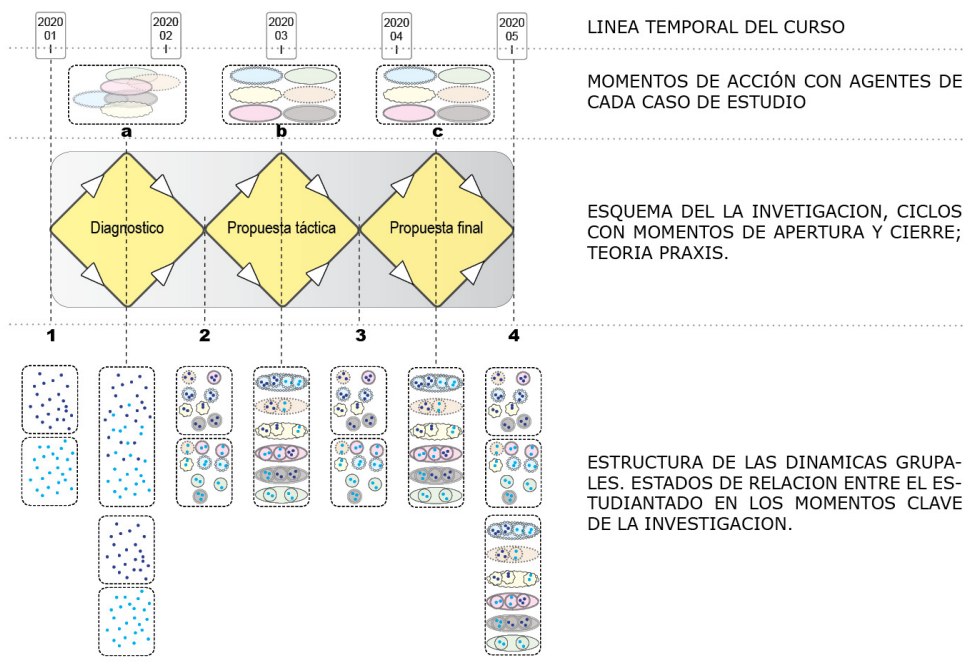 2020
01
2020
02
2020
03
2020
04
2020
05
LINEA TEMPORAL DEL CURSO
MOMENTOS DE ACCIÓN CON AGENTES DE
CADA CASO DE ESTUDIO
a
b
c
Diagnostico
Propuesta táctica
Propuesta final
ESQUEMA DEL LA INVETIGACION, CICLOS
CON MOMENTOS DE APERTURA Y CIERRE;
TEORIA PRAXIS.
1
2
3
4
ESTRUCTURA DE LAS DINAMICAS GRUPA-
LES. ESTADOS DE RELACION ENTRE EL ES-
TUDIANTADO EN LOS MOMENTOS CLAVE
DE LA INVESTIGACION.